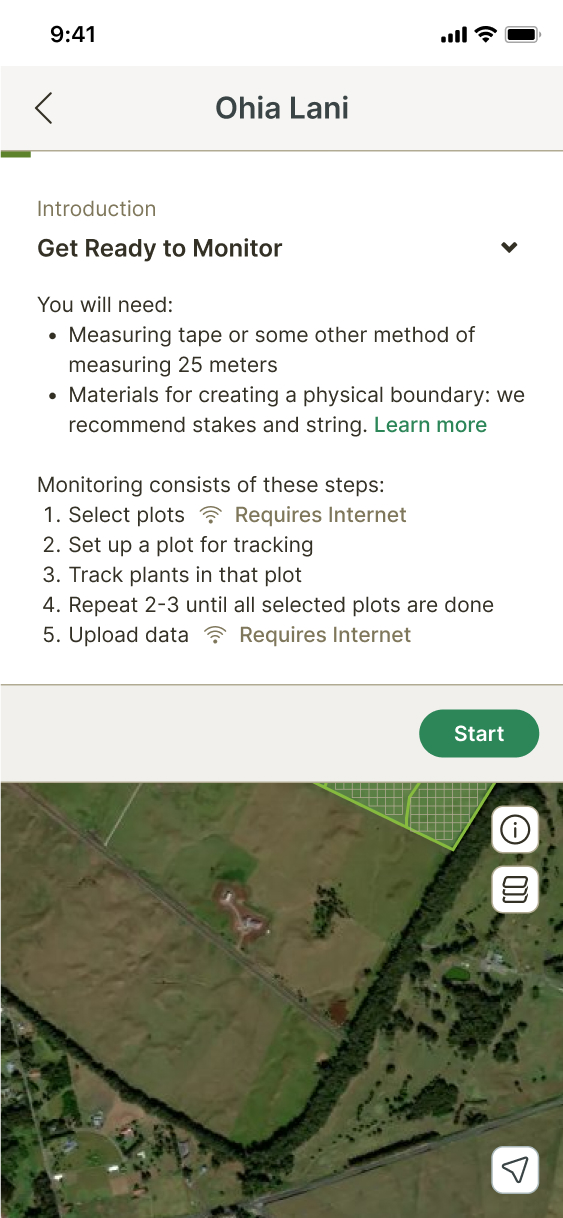 9:41
Ohia Lani
Introduction
Get Ready to Monitor
You will need:
• Measuring tape or some other method of
measuring 25 meters
• Materials for creating a physical boundary: we
recommend stakes and string. Learn more
Monitoring consists of these steps:
1. Select plots Requires Internet
2. Set up a plot for tracking
3. Track plants in that plot
4. Repeat 2-3 until all selected plots are done
5. Upload data Requires Internet
Start